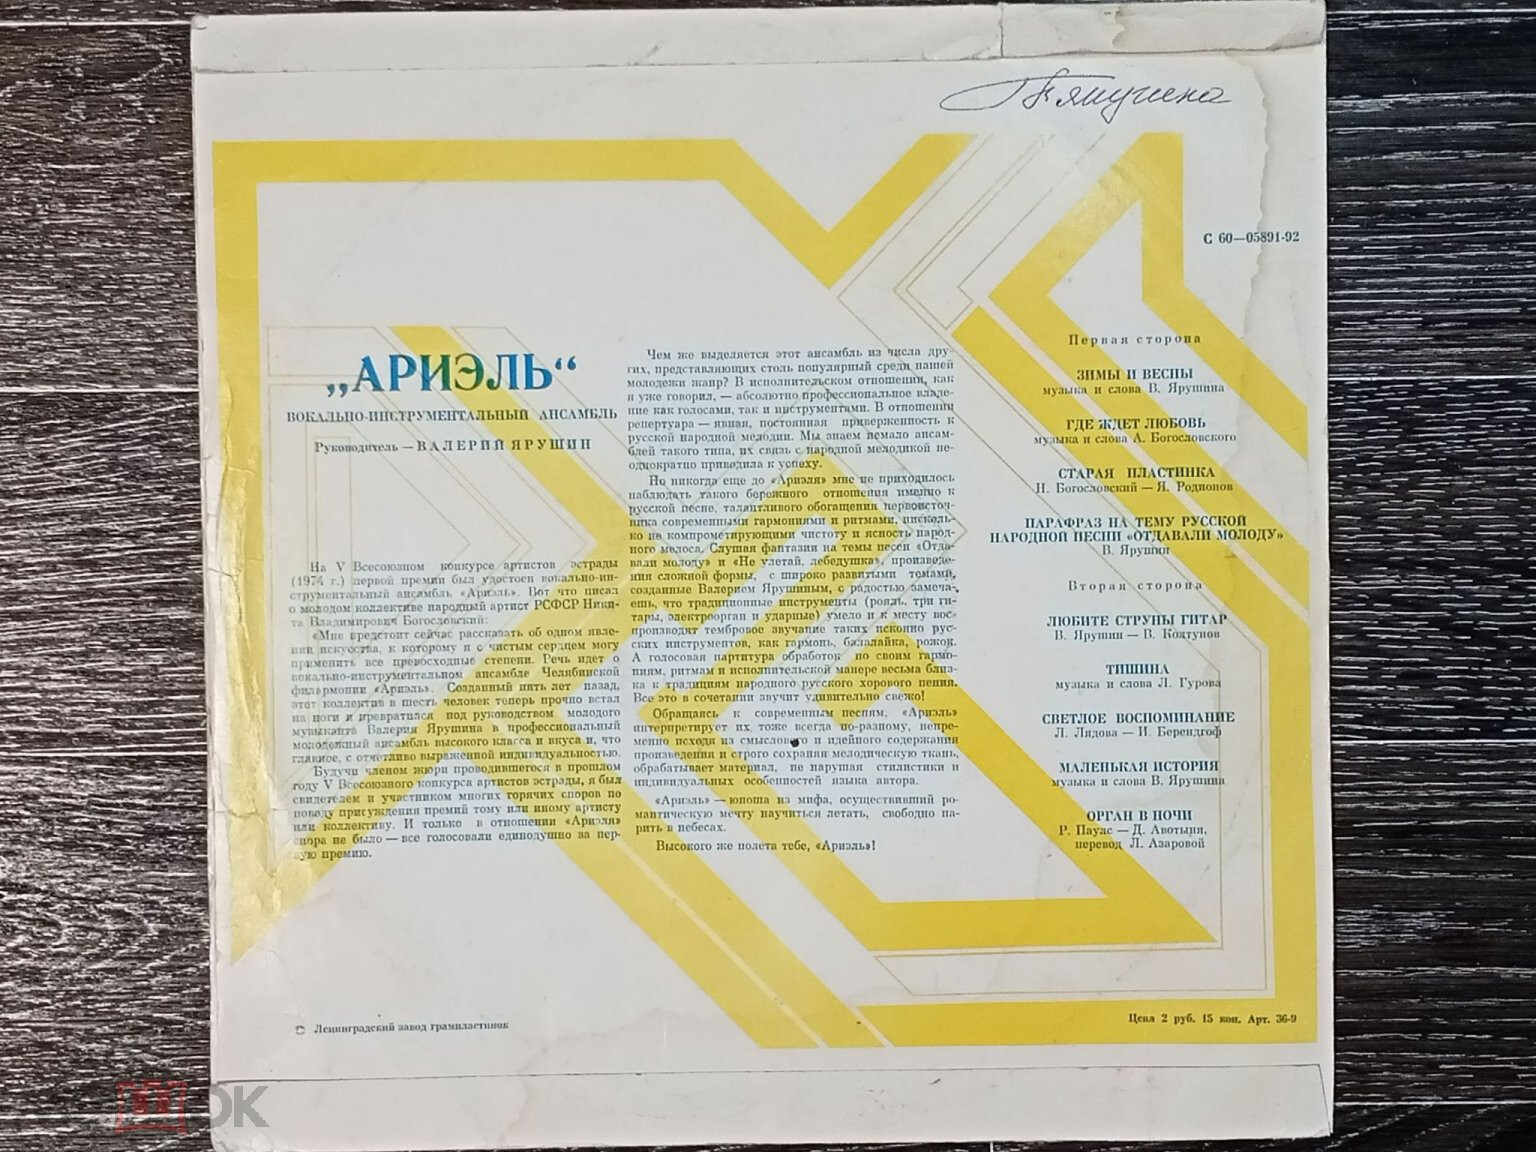 С 60—05891-92
„АРИЭЛЬ“
ВОКАЛЬНО-ИНСТРУМЕНТАЛЬНЫЙ АНСАМБЛЬ
Руководитель — ВАЛЕРИЙ ЯРУШИН
На V Всесоюзном конкурсе артистов эстрады
(1974 г.) первой премии был удостоен вокально-ин-
струментальный ансамбль «Ариэль». Вот что писал
о молодом коллективе народный артист РСФСР Ники-
та Владимирович Богословский:
«Мне предстоит сейчас рассказать об одном явле-
нии искусства, к которому я с чистым сердцем могу
применить все превосходные степени. Речь идет о
вокально-инструментальном ансамбле Челябинской
филармонии «Ариэль». Созданный пять лет назад,
этот коллектив в шесть человек теперь прочно встал
на ноги и превратился под руководством молодого
музыканта Валерия Ярушина в профессиональный
молодежный ансамбль высокого класса и вкуса и, что
главное, с отчетливо выраженной индивидуальностью.
Будучи членом жюри проводившегося в прошлом
году V Всесоюзного конкурса артистов эстрады, я был
свидетелем и участником многих горячих споров по
поводу присуждения премий тому или иному артисту
или коллективу. И только в отношении «Ариэля»
спора не было — все голосовали единодушно за пер-
вую премию.
Чем же выделяется этот ансамбль из числа дру-
гих, представляющих столь популярный среди нашей
молодежи жанр? В исполнительском отношении, как
я уже говорил, — абсолютно профессиональное владе-
ние как голосами, так и инструментами. В отношении
репертуара — явная, постоянная приверженность к
русской народной мелодии. Мы знаем немало ансам-
блей такого типа, их связь с народной мелодикой не-
однократно приводила к успеху.
Но никогда еще до «Ариэля» мне не приходилось
наблюдать такого бережного отношения именно к
русской песне, талантливого обогащения первоисточ-
ника современными гармониями и ритмами, нисколь-
ко не компрометирующими чистоту и ясность народ-
ного мелоса. Слушая фантазии на темы песен «Отда-
вали молоду» и «Не улетай, лебедушка», произведе-
ния сложной формы, с широко развитыми темами,
созданные Валерием Ярушиным, с радостью замеча-
ешь, что традиционные инструменты (рояль, три ги-
тары, электроорган и ударные) умело и к месту вос-
производят тембровое звучание таких исконно рус-
ских инструментов, как гармонь, балалайка, рожок.
А голосовая партитура обработок по своим гармо-
ниям, ритмам и исполнительской манере весьма близ-
ка к традициям народного русского хорового пения.
Все это в сочетании звучит удивительно свежо!
Обращаясь к современным песням, «Ариэль»
интерпретирует их тоже всегда по-разному, непре-
менно исходя из смыслового и идейного содержания
произведения и строго сохраняя мелодическую ткань,
обрабатывает материал, не нарушая стилистики и
индивидуальных особенностей языка автора.
«Ариэль» — юноша из мифа, осуществивший ро-
мантическую мечту научиться летать, свободно па-
рить в небесах.
Высокого же полета тебе, «Ариэль»!
Первая сторона
ЗИМЫ И ВЕСНЫ
музыка и слова В. Ярушина
ГДЕ ЖДЕТ ЛЮБОВЬ
музыка и слова А. Богословского
СТАРАЯ ПЛАСТИНКА
Н. Богословский — Я. Родионов
ПАРАФРАЗ НА ТЕМУ РУССКОЙ
НАРОДНОЙ ПЕСНИ «ОТДАВАЛИ МОЛОДУ»
В. Ярушин
Вторая сторона
ЛЮБИТЕ СТРУНЫ ГИТАР
В. Ярушин — В. Колтунов
ТИШИНА
музыка и слова Л. Гурова
СВЕТЛОЕ ВОСПОМИНАНИЕ
Л. Лядова — И. Берендгоф
МАЛЕНЬКАЯ ИСТОРИЯ
музыка и слова В. Ярушина
ОРГАН В НОЧИ
Р. Паулс — Д. Авотыня,
перевод Л. Азаровой
Ленинградский завод грампластинок
Цена 2 руб. 15 коп. Арт. 36-9
ОК